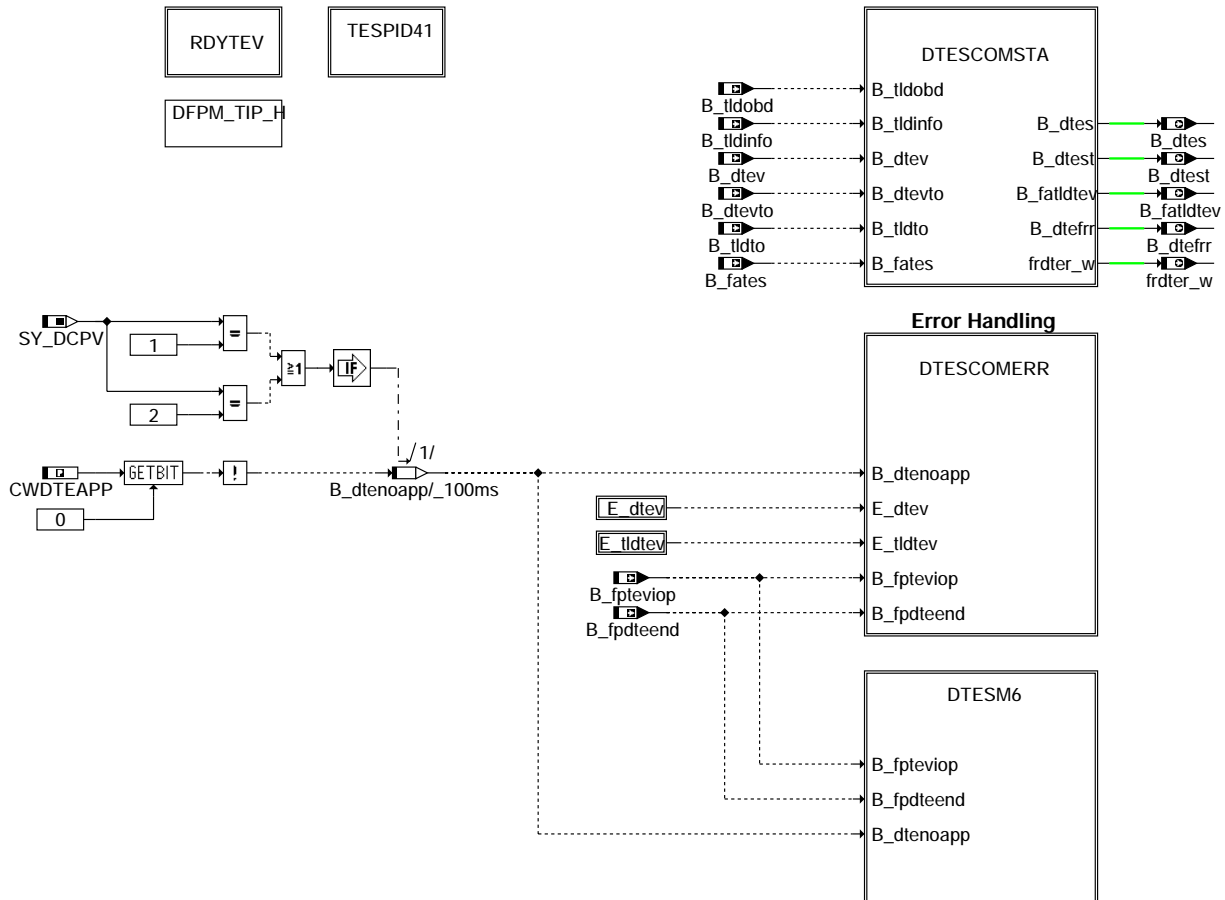 RDYTEV
TESPID41
DFPM_TIP_H
DTESCOMSTA
B_tldobd
B_tldobd
B_tldinfo
B_tldinfo
B_dtev
B_dtev
B_dtevto
B_dtevto
B_tldto
B_tldto
B_fates
B_fates
B_dtes
B_dtes
B_dtest
B_dtest
B_fatldtev
B_fatldtev
B_dtefrr
B_dtefrr
frdter_w
frdter_w
SY_DCPV
1
=
2
=
≥1
IF
CWDTEAPP
GETBIT
0
!
/1/
B_dtenoapp/_100ms
Error Handling
DTESCOMERR
B_dtenoapp
E_dtev
E_dtev
E_tldtev
E_tldtev
B_fpteviop
B_fpteviop
B_fpdteend
B_fpdteend
DTESM6
B_fpteviop
B_fpdteend
B_dtenoapp